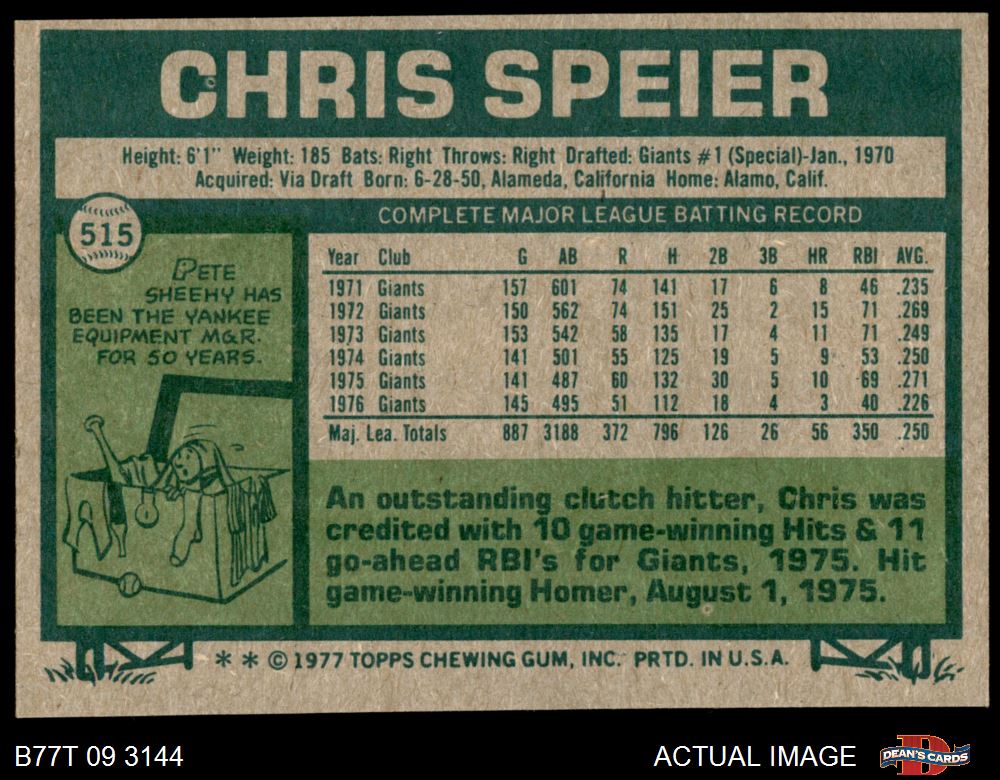 CHRIS SPEIER
Height: 6'1" Weight: 185 Bats: Right Throws: Right Drafted: Giants #1 (Special)-Jan., 1970
Acquired: Via Draft Born: 6-28-50, Alameda, California Home: Alamo, Calif.
515
PETE
SHEEHY HAS
BEEN THE YANKEE
EQUIPMENT MGR.
FOR 50 YEARS.
COMPLETE MAJOR LEAGUE BATTING RECORD
Year Club G AB R H 2B 3B HR RBI AVG.
1971 Giants 157 601 74 141 17 6 8 46 .235
1972 Giants 150 562 74 151 25 2 15 71 .269
1973 Giants 153 542 58 135 17 4 11 71 .249
1974 Giants 141 501 55 125 19 5 9 53 .250
1975 Giants 141 487 60 132 30 5 10 69 .271
1976 Giants 145 495 51 112 18 4 3 40 .226
Maj. Lea. Totals 887 3188 372 796 126 26 56 350 .250
An outstanding clutch hitter, Chris was
credited with 10 game-winning Hits & 11
go-ahead RBI's for Giants, 1975. Hit
game-winning Homer, August 1, 1975.
* * © 1977 TOPPS CHEWING GUM, INC. PRTD. IN U.S.A.
B77T 09 3144
ACTUAL IMAGE
DEAN'S CARDS